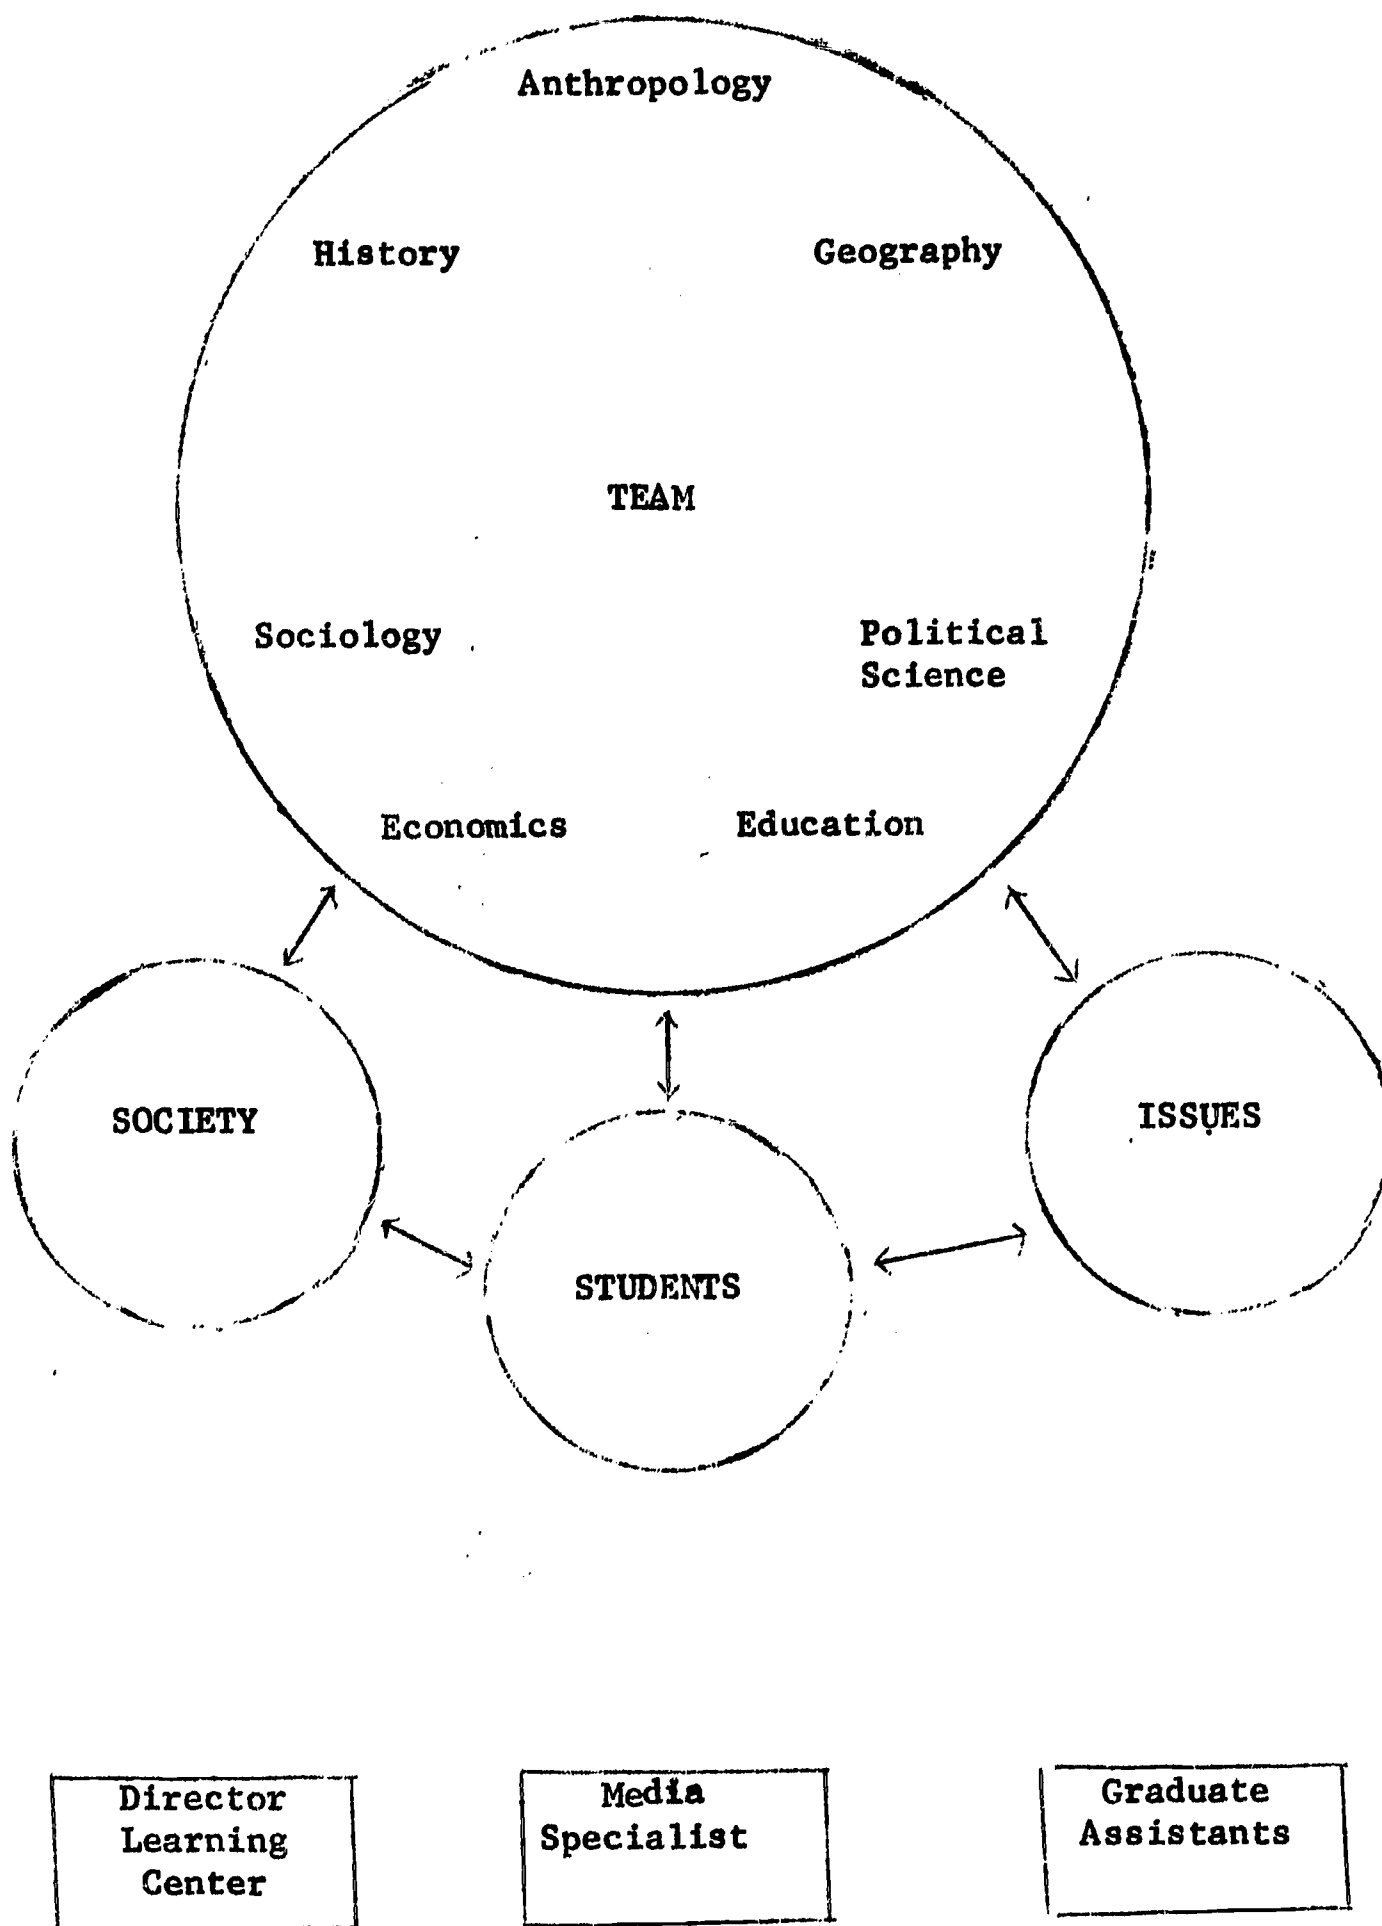 Anthropology
History
Geography
TEAM
Sociology
Political
Science
Economics
Education
SOCIETY
ISSUES
STUDENTS
Director
Learning
Center
Media
Specialist
Graduate
Assistants